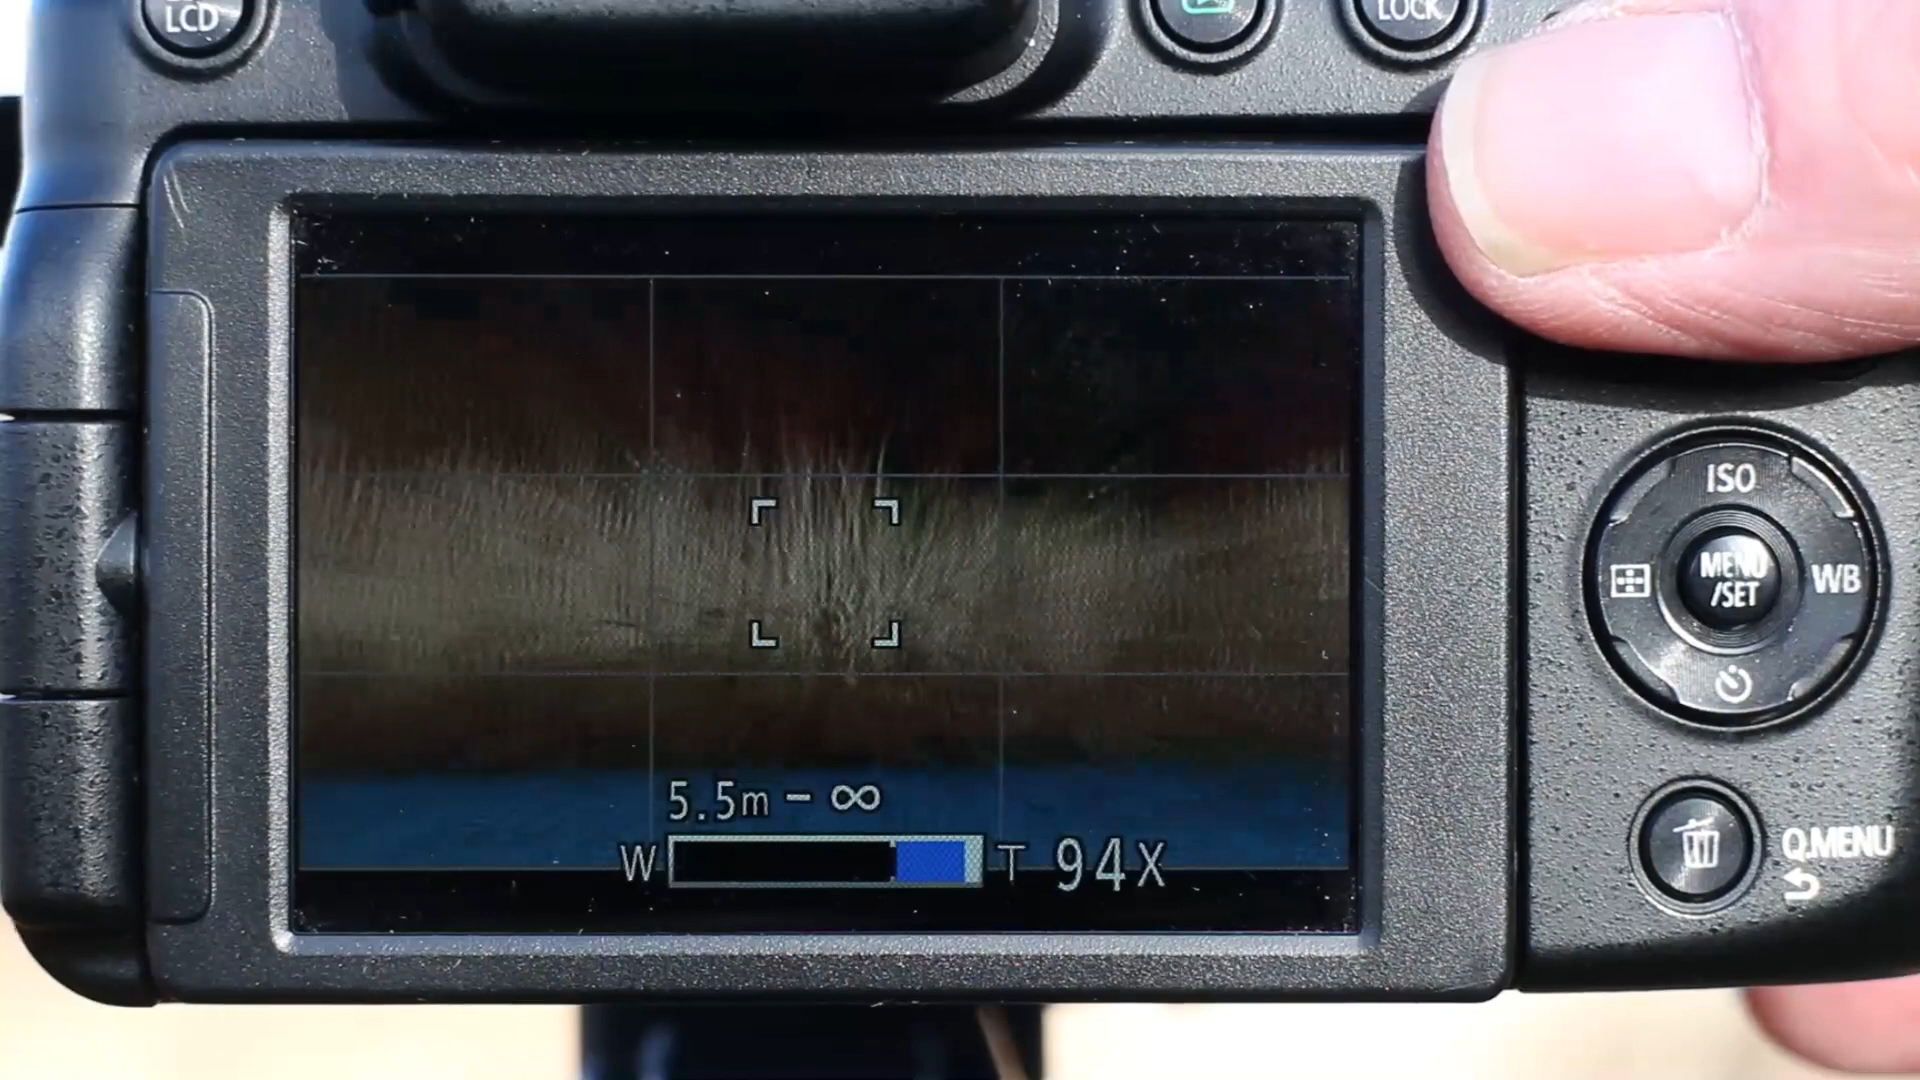 LCD
LOCK
ISO
MENU
/SET
WB
5.5m - ∞
W T 94X
Q.MENU